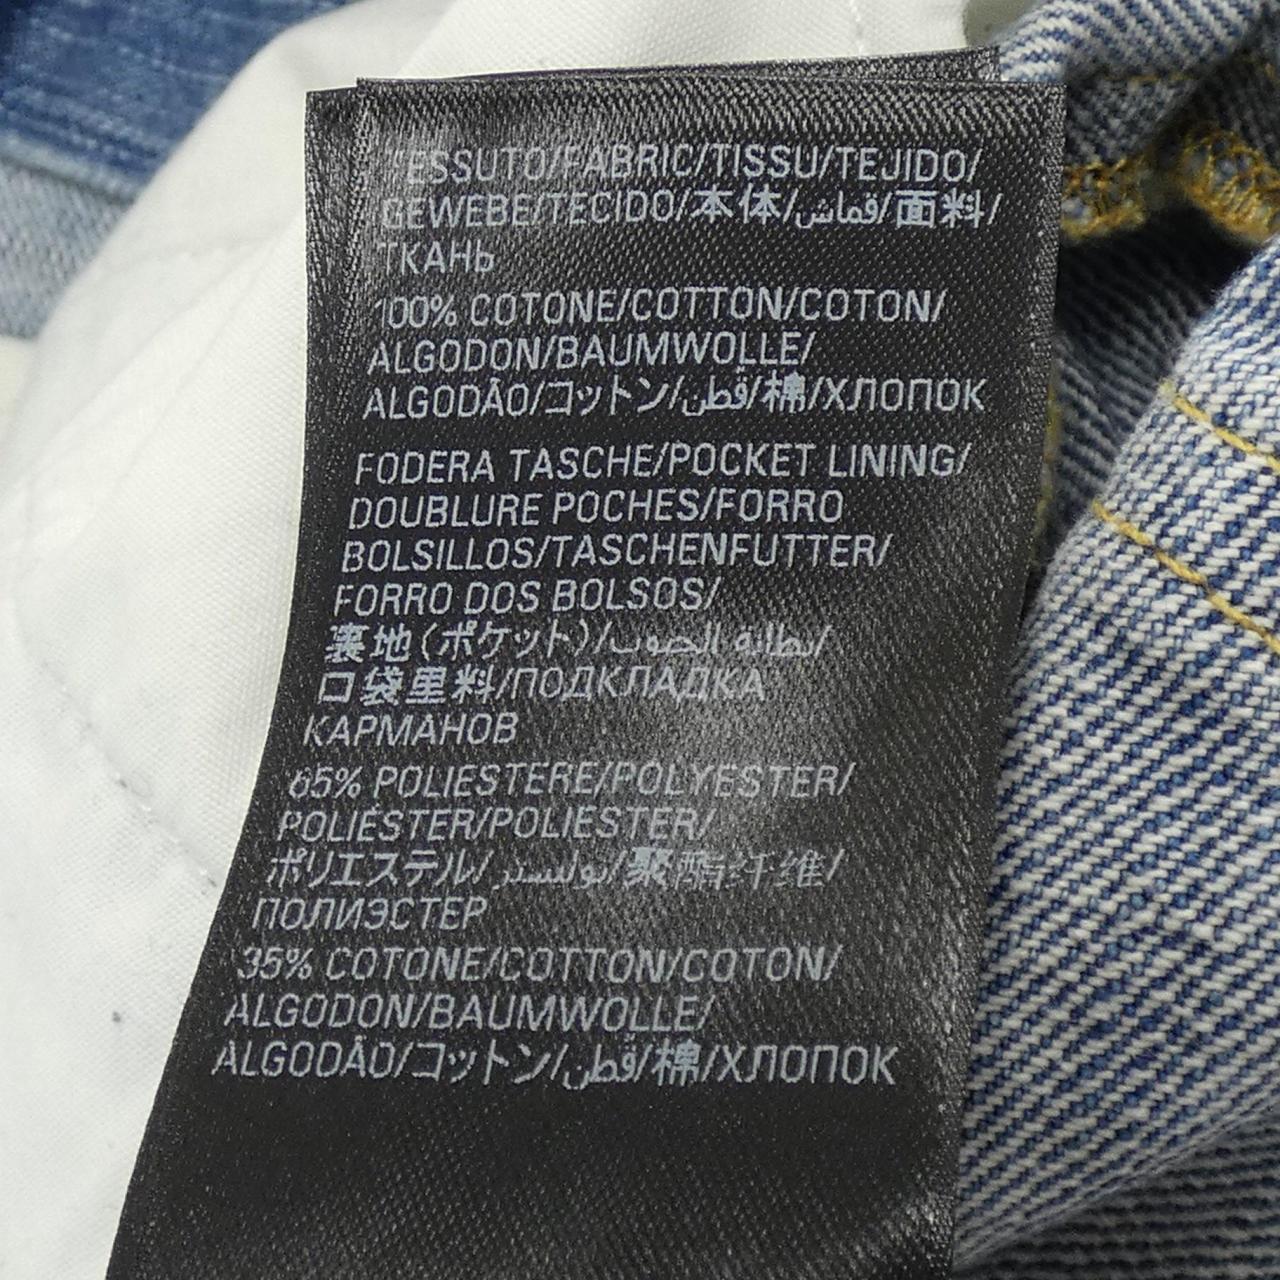 TESSUTO/FABRIC/TISSU/TEJIDO/
GEWEBE/TECIDO/本体/قماش/面料/
ТКАНЬ
100% COTONE/COTTON/COTON/
ALGODON/BAUMWOLLE/
ALGODÃO/コットン/قطن/棉/ХЛОПОК
FODERA TASCHE/POCKET LINING/
DOUBLURE POCHES/FORRO
BOLSILLOS/TASCHENFUTTER/
FORRO DOS BOLSOS/
裏地(ポケット)/بطانة الصوب/
口袋里料/ПОДКЛАДКА
КАРМАНОВ
65% POLIESTERE/POLYESTER/
POLIÉSTER/POLIESTER/
ポリエステル/بوليستر/聚酯纤维/
ПОЛИЭСТЕР
35% COTONE/COTTON/COTON/
ALGODON/BAUMWOLLE/
ALGODÃO/コットン/قطن/棉/ХЛОПОК